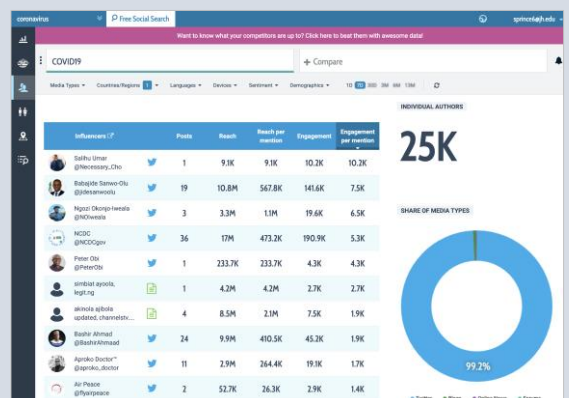 coronavirus
Free Social Search
Want to know what your competitors are up to? Click here to beat them with awesome data!
COVID19
+ Compare
Media Types
Countries/Regions 1
Languages
Devices
Sentiment
Demographics
1D 7D 30D 3M 6M 13M
INDIVIDUAL AUTHORS
25K
Influencers Posts Reach Reach per mention Engagement Engagement per mention
Salihu Umar
@Necessary_Cho 1 9.1K 9.1K 10.2K 10.2K
Babajide Sanwo-Olu
@jidesanwoolu 19 10.8M 567.8K 141.6K 7.5K
Ngozi Okonjo-Iweala
@NOIweala 3 3.3M 1.1M 19.6K 6.5K
NCDC
@NCDCgov 36 17M 473.2K 190.9K 5.3K
Peter Obi
@PeterObi 1 233.7K 233.7K 4.3K 4.3K
simbiat ayoola,
legit.ng 1 4.2M 4.2M 2.7K 2.7K
akinola ajibola
updated, channelstv.... 4 8.5M 2.1M 7.5K 1.9K
Bashir Ahmad
@BashirAhmaad 24 9.9M 410.5K 45.2K 1.9K
Aproko Doctor™
@aproko_doctor 11 2.9M 264.4K 19.1K 1.7K
Air Peace
@flyairpeace 2 52.7K 26.3K 2.9K 1.4K
SHARE OF MEDIA TYPES
99.2%